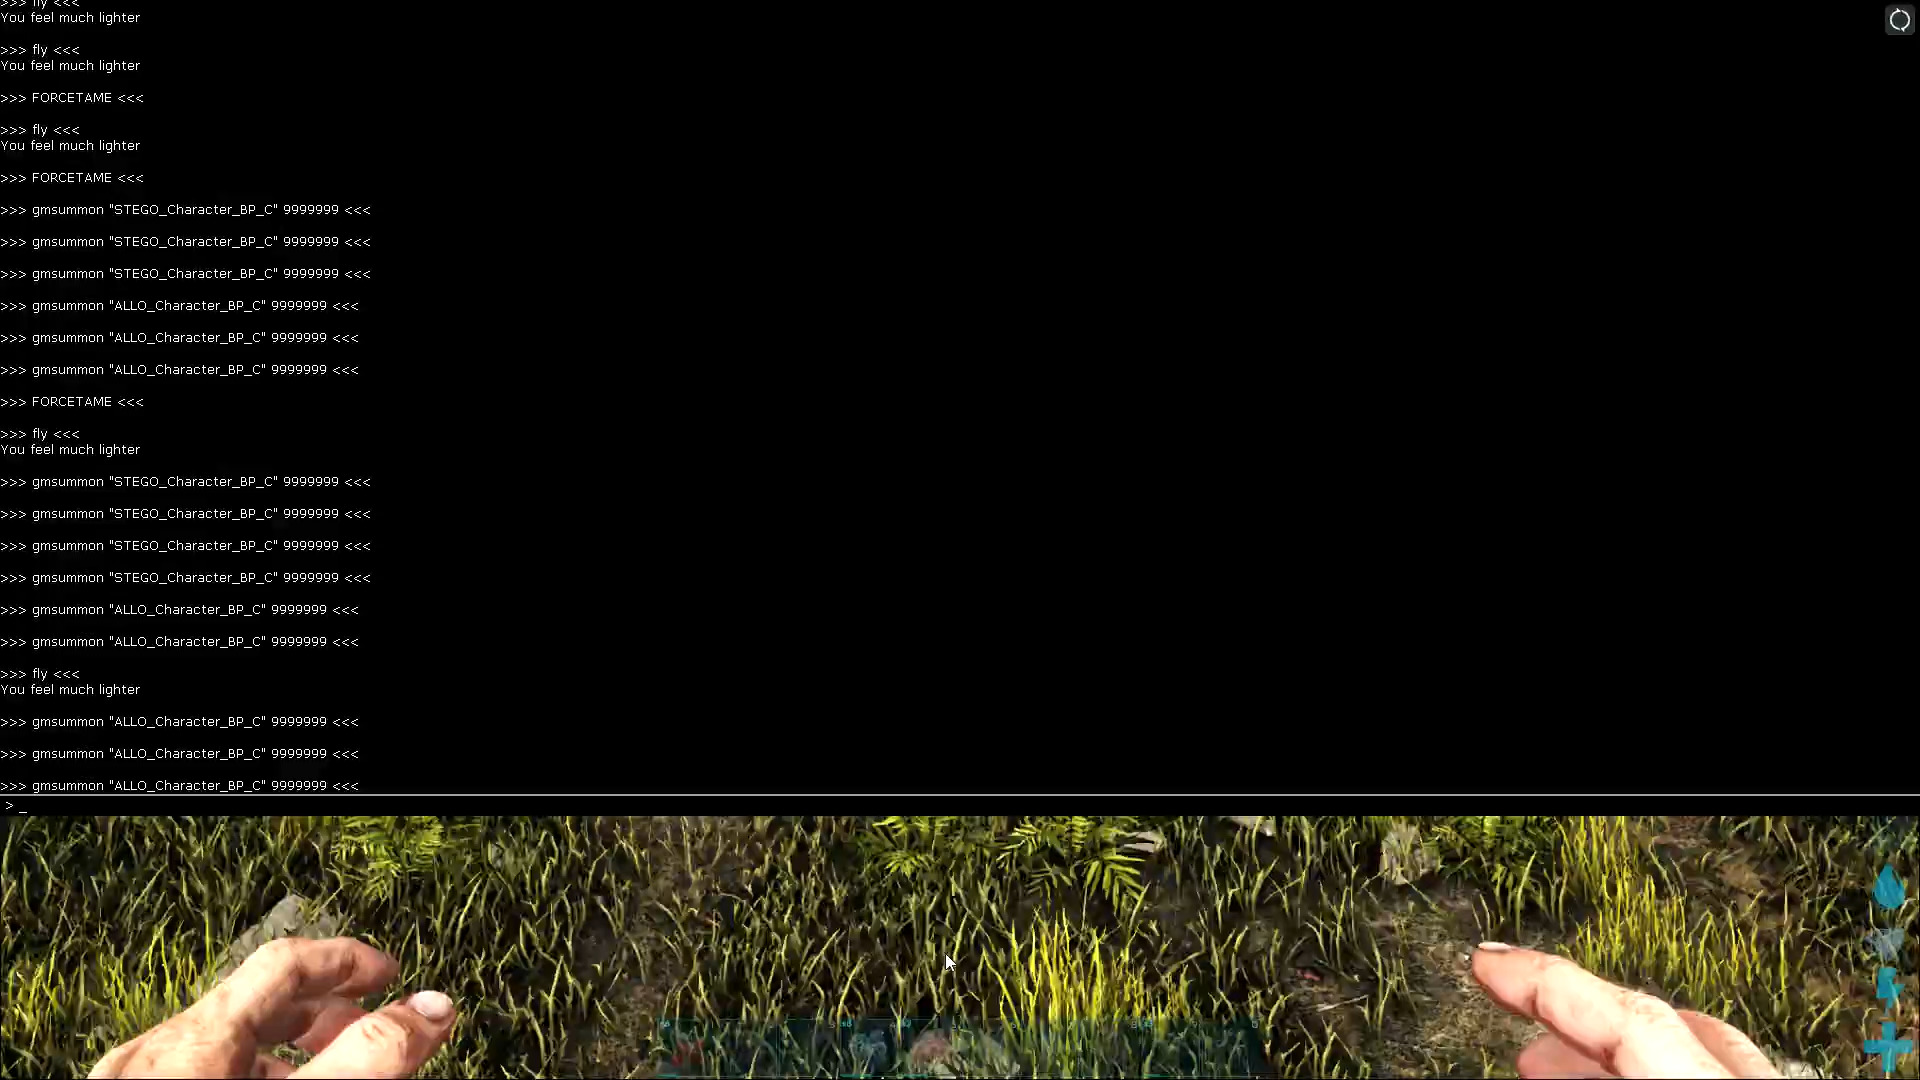 >>> fly <<<
You feel much lighter
>>> fly <<<
You feel much lighter
>>> FORCETAME <<<
>>> fly <<<
You feel much lighter
>>> FORCETAME <<<
>>> gmsummon "STEGO_Character_BP_C" 9999999 <<<
>>> gmsummon "STEGO_Character_BP_C" 9999999 <<<
>>> gmsummon "STEGO_Character_BP_C" 9999999 <<<
>>> gmsummon "ALLO_Character_BP_C" 9999999 <<<
>>> gmsummon "ALLO_Character_BP_C" 9999999 <<<
>>> gmsummon "ALLO_Character_BP_C" 9999999 <<<
>>> FORCETAME <<<
>>> fly <<<
You feel much lighter
>>> gmsummon "STEGO_Character_BP_C" 9999999 <<<
>>> gmsummon "STEGO_Character_BP_C" 9999999 <<<
>>> gmsummon "STEGO_Character_BP_C" 9999999 <<<
>>> gmsummon "STEGO_Character_BP_C" 9999999 <<<
>>> gmsummon "ALLO_Character_BP_C" 9999999 <<<
>>> gmsummon "ALLO_Character_BP_C" 9999999 <<<
>>> fly <<<
You feel much lighter
>>> gmsummon "ALLO_Character_BP_C" 9999999 <<<
>>> gmsummon "ALLO_Character_BP_C" 9999999 <<<
>>> gmsummon "ALLO_Character_BP_C" 9999999 <<<
> _